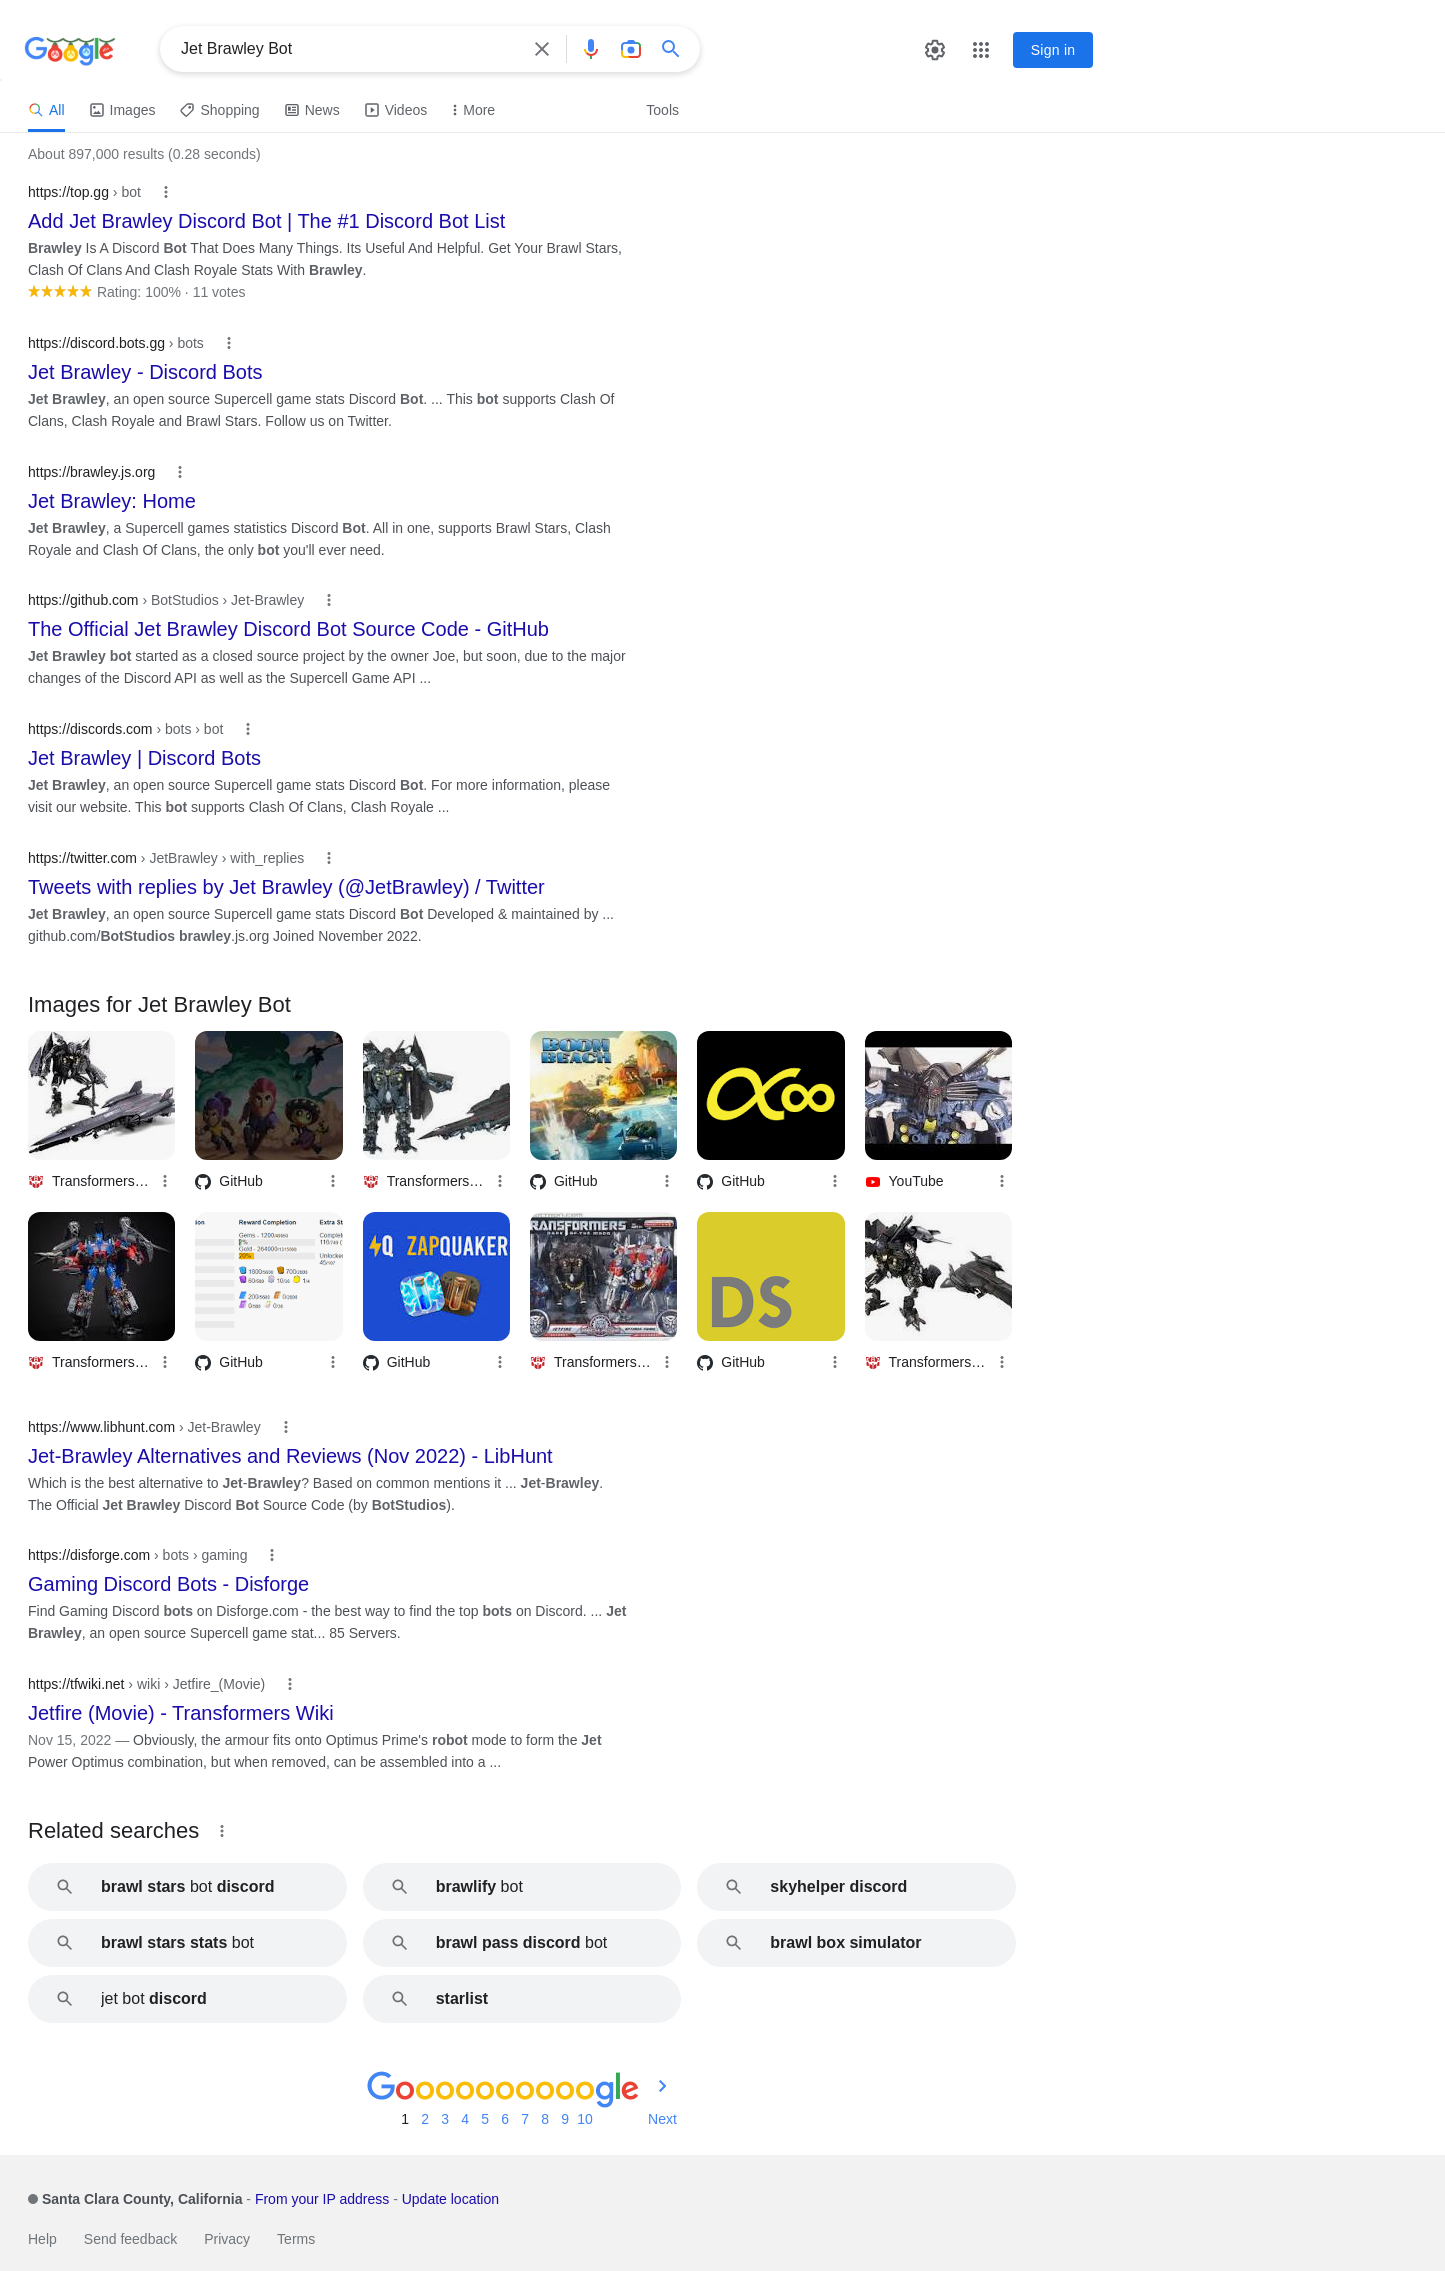 Google
Jet Brawley Bot
Sign in
All
Images
Shopping
News
Videos
More
Tools
About 897,000 results (0.28 seconds)
https://top.gg › bot
Add Jet Brawley Discord Bot | The #1 Discord Bot List
Brawley Is A Discord Bot That Does Many Things. Its Useful And Helpful. Get Your Brawl Stars,
Clash Of Clans And Clash Royale Stats With Brawley.
Rating: 100% · 11 votes
https://discord.bots.gg › bots
Jet Brawley - Discord Bots
Jet Brawley, an open source Supercell game stats Discord Bot. ... This bot supports Clash Of
Clans, Clash Royale and Brawl Stars. Follow us on Twitter.
https://brawley.js.org
Jet Brawley: Home
Jet Brawley, a Supercell games statistics Discord Bot. All in one, supports Brawl Stars, Clash
Royale and Clash Of Clans, the only bot you'll ever need.
https://github.com › BotStudios › Jet-Brawley
The Official Jet Brawley Discord Bot Source Code - GitHub
Jet Brawley bot started as a closed source project by the owner Joe, but soon, due to the major
changes of the Discord API as well as the Supercell Game API ...
https://discords.com › bots › bot
Jet Brawley | Discord Bots
Jet Brawley, an open source Supercell game stats Discord Bot. For more information, please
visit our website. This bot supports Clash Of Clans, Clash Royale ...
https://twitter.com › JetBrawley › with_replies
Tweets with replies by Jet Brawley (@JetBrawley) / Twitter
Jet Brawley, an open source Supercell game stats Discord Bot Developed & maintained by ...
github.com/BotStudios brawley.js.org Joined November 2022.
Images for Jet Brawley Bot
BOOM
BEACH
Transformers…
GitHub
Transformers…
GitHub
GitHub
YouTube
Reward Completion
ZAPQUAKER
TRANSFORMERS
DS
Transformers…
GitHub
GitHub
Transformers…
GitHub
Transformers…
https://www.libhunt.com › Jet-Brawley
Jet-Brawley Alternatives and Reviews (Nov 2022) - LibHunt
Which is the best alternative to Jet-Brawley? Based on common mentions it ... Jet-Brawley.
The Official Jet Brawley Discord Bot Source Code (by BotStudios).
https://disforge.com › bots › gaming
Gaming Discord Bots - Disforge
Find Gaming Discord bots on Disforge.com - the best way to find the top bots on Discord. ... Jet
Brawley, an open source Supercell game stat... 85 Servers.
https://tfwiki.net › wiki › Jetfire_(Movie)
Jetfire (Movie) - Transformers Wiki
Nov 15, 2022 — Obviously, the armour fits onto Optimus Prime's robot mode to form the Jet
Power Optimus combination, but when removed, can be assembled into a ...
Related searches
brawl stars bot discord
brawlify bot
skyhelper discord
brawl stars stats bot
brawl pass discord bot
brawl box simulator
jet bot discord
starlist
Goooooooooogle
1 2 3 4 5 6 7 8 9 10 Next
Santa Clara County, California - From your IP address - Update location
Help
Send feedback
Privacy
Terms